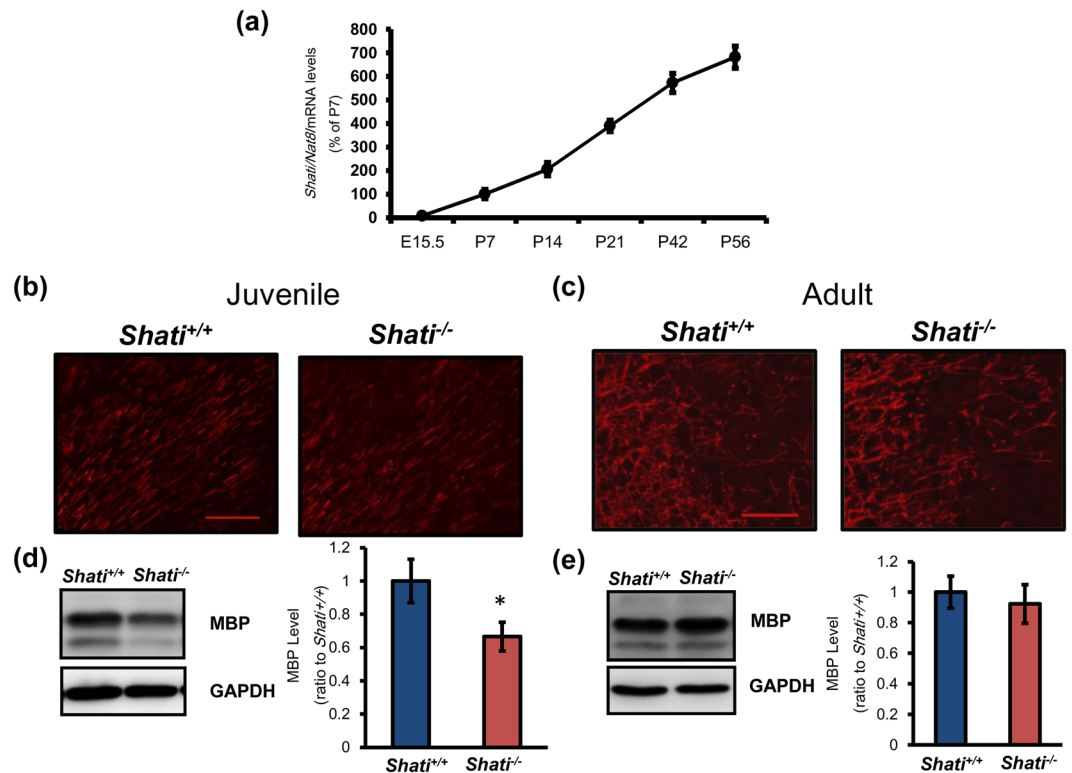 (a)
Shati/Nat8l mRNA levels
(% of P7)
800
700
600
500
400
300
200
100
0
E15.5 P7 P14 P21 P42 P56
(b)
Juvenile
Shati+/+ Shati-/-
(c)
Adult
Shati+/+ Shati-/-
(d)
Shati+/+ Shati-/-
MBP
GAPDH
MBP Level
(ratio to Shati+/+)
1.2
1
0.8
0.6
0.4
0.2
0
*
Shati+/+ Shati-/-
(e)
Shati+/+ Shati-/-
MBP
GAPDH
MBP Level
(ratio to Shati+/+)
1.2
1
0.8
0.6
0.4
0.2
0
Shati+/+ Shati-/-